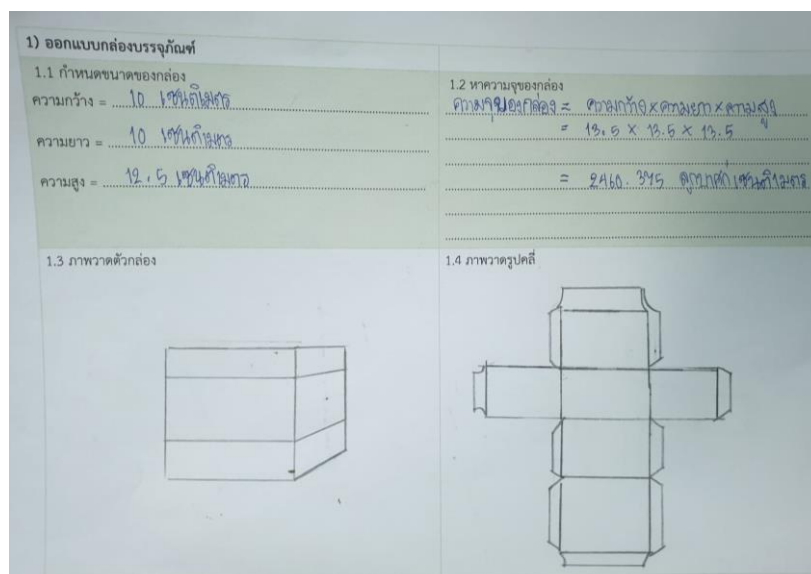 1) ออกแบบกล่องบรรจุภัณฑ์
1.1 กำหนดขนาดของกล่อง
ความกว้าง = 10 เซนติเมตร
ความยาว = 10 เซนติเมตร
ความสูง = 12.5 เซนติเมตร
1.2 หาความจุของกล่อง
ความจุของกล่อง = ความกว้าง×ความยาว×ความสูง
= 13.5 × 13.5 × 13.5
= 2460.375 ลูกบาศก์เซนติเมตร
1.3 ภาพวาดตัวกล่อง
1.4 ภาพวาดรูปคลี่